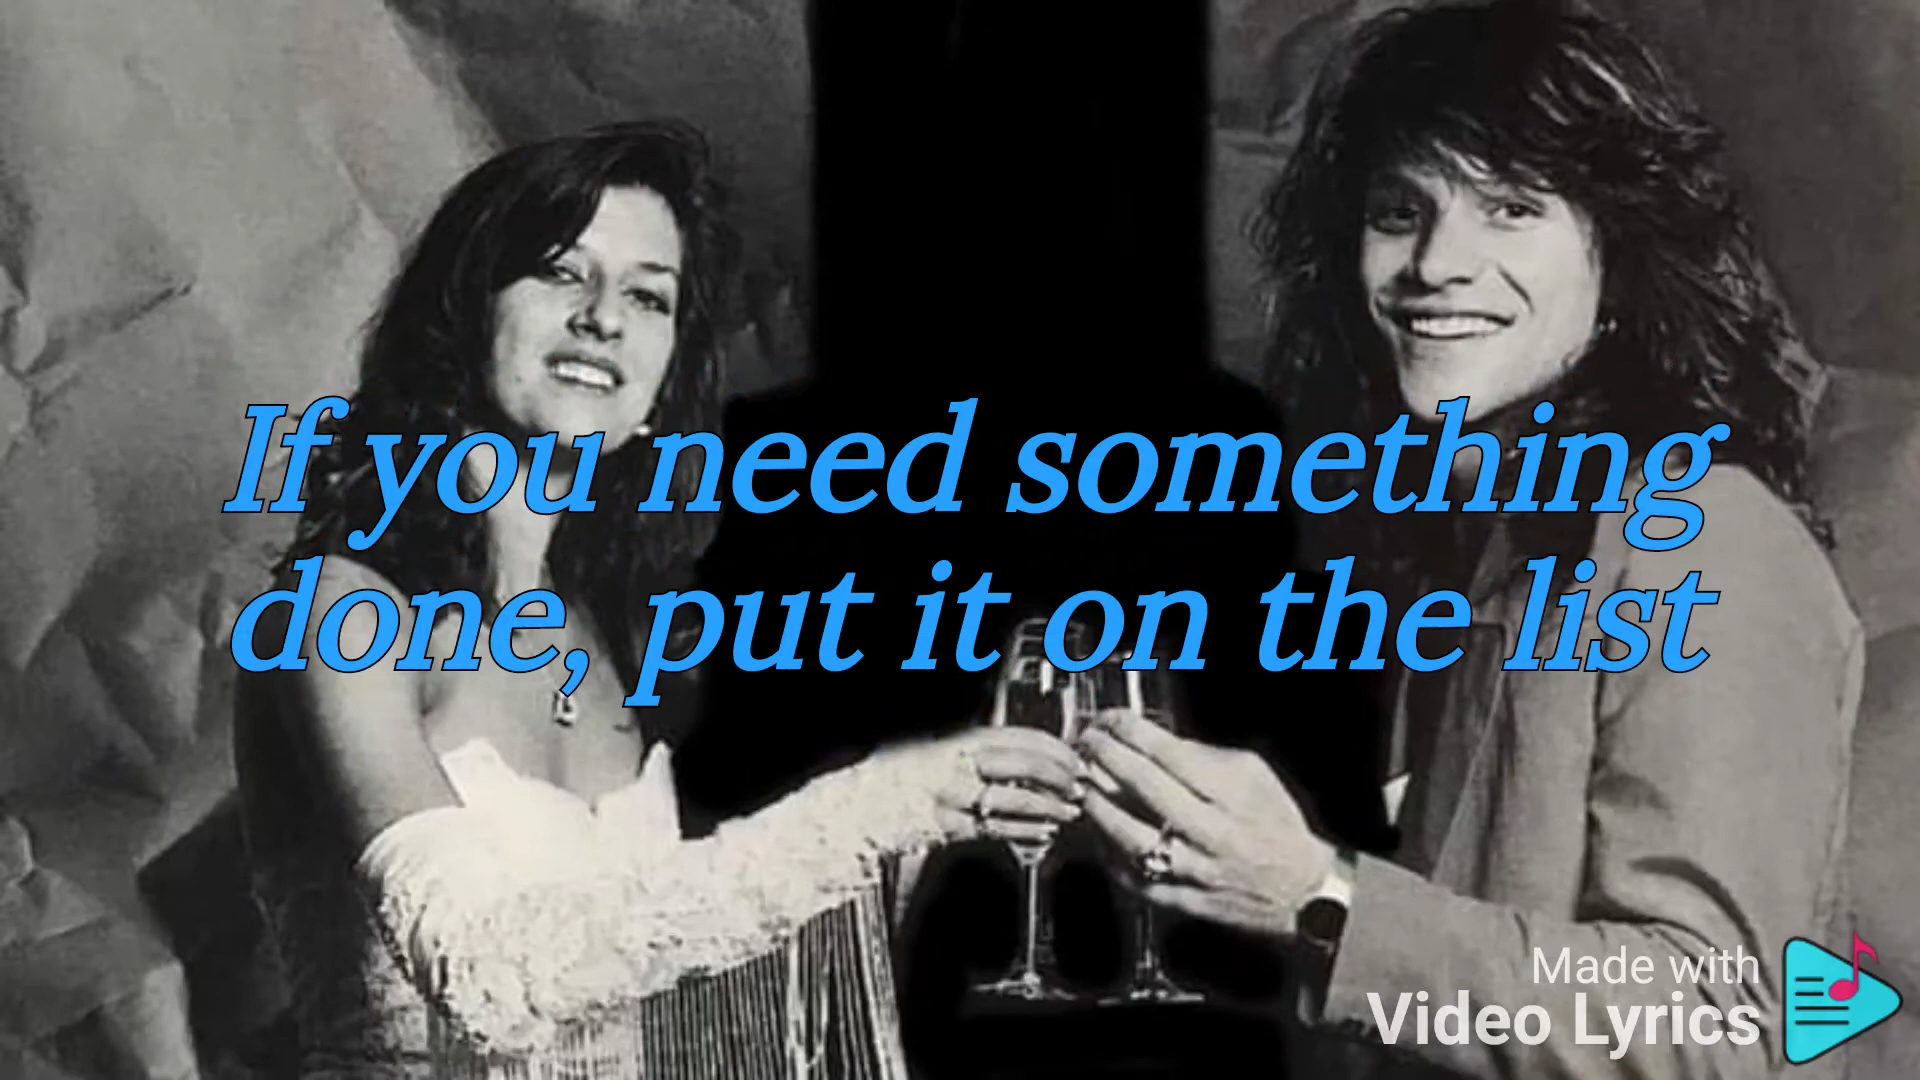 If you need something
done, put it on the list
Made with
Video Lyrics